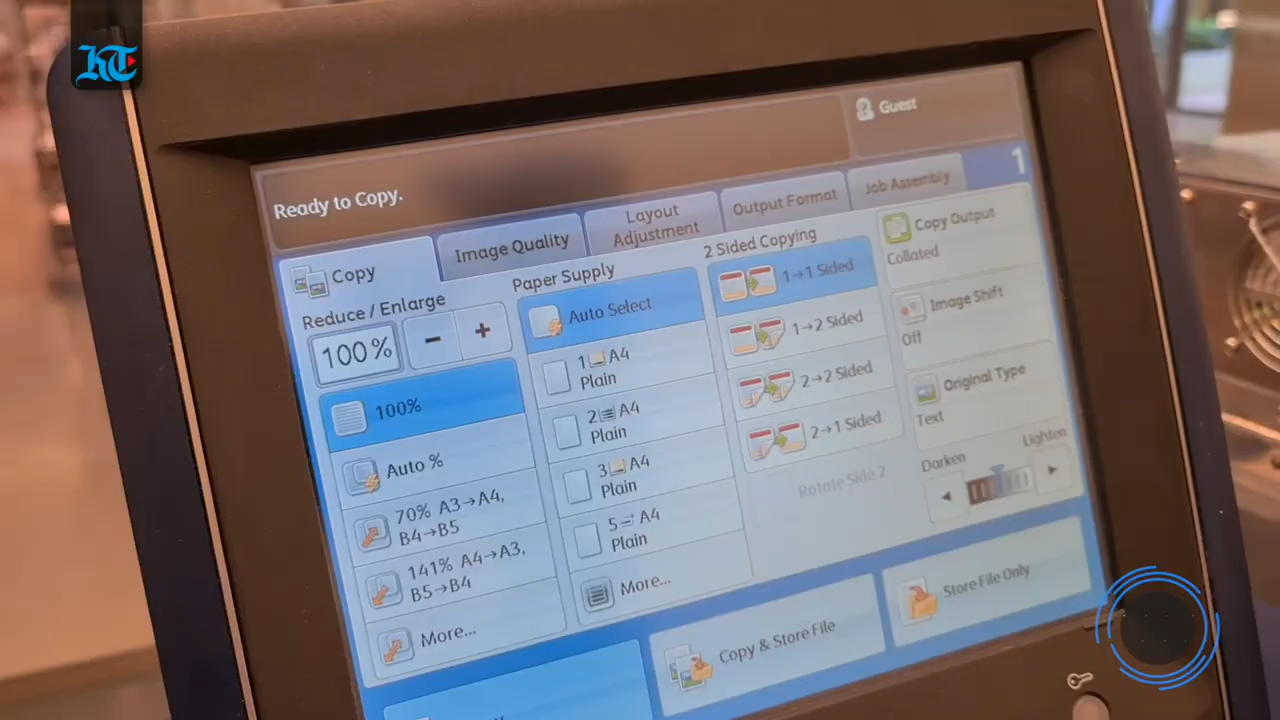 KT
Guest
Ready to Copy.
1
Copy
Image Quality
Layout
Adjustment
Output Format
Job Assembly
Reduce / Enlarge
100%
-
+
100%
Auto %
70% A3→A4,
B4→B5
141% A4→A3,
B5→B4
More...
Paper Supply
Auto Select
1 A4
Plain
2 A4
Plain
3 A4
Plain
5 A4
Plain
More...
2 Sided Copying
1→1 Sided
1→2 Sided
2→2 Sided
2→1 Sided
Rotate Side 2
Copy Output
Collated
Image Shift
Off
Original Type
Text
Lighten
Darken
Copy & Store File
Store File Only